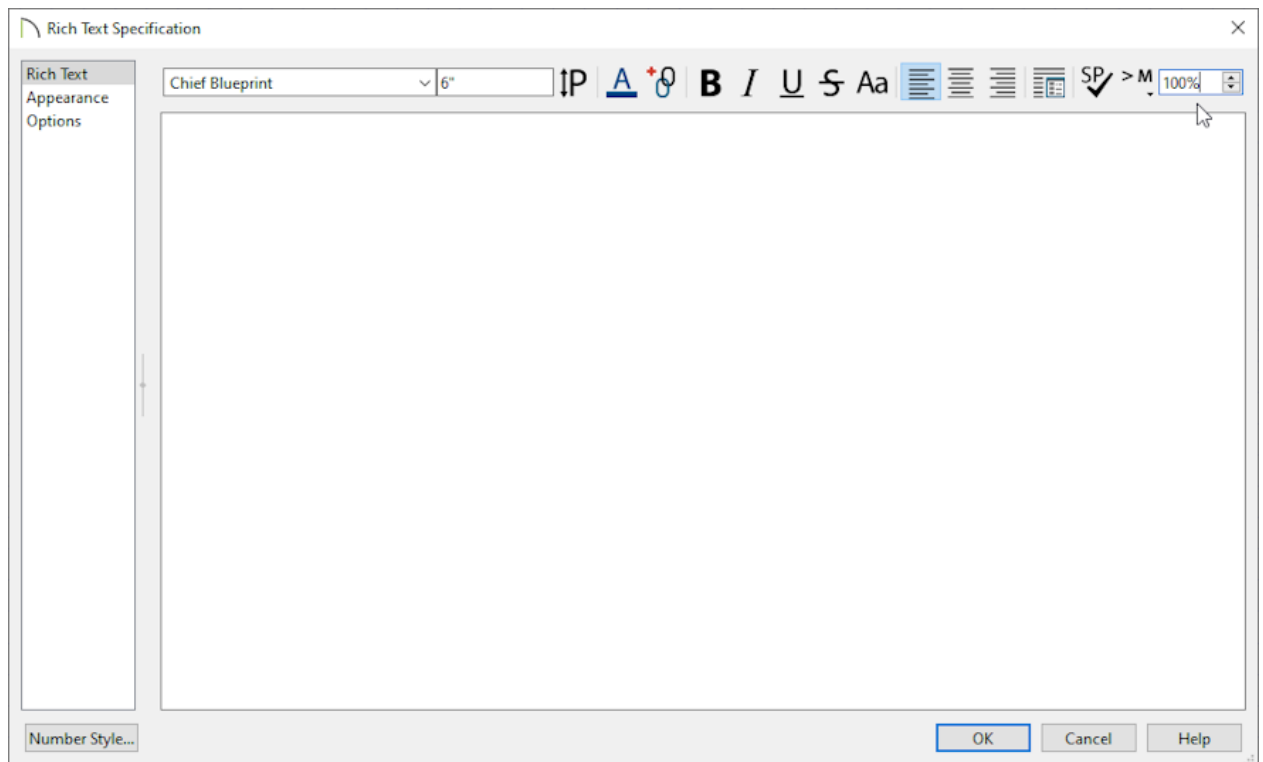 Rich Text Specification
Rich Text
Appearance
Options
Chief Blueprint 6" P A B I U S Aa SP > M 100%
Number Style... OK Cancel Help